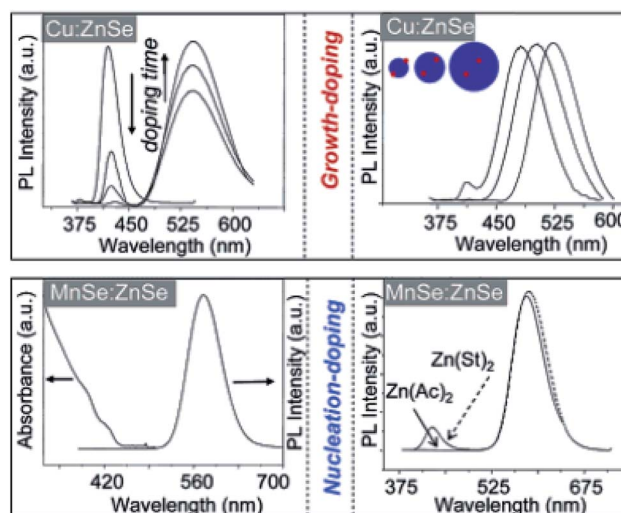 Cu:ZnSe
PL Intensity (a.u.)
doping time
375 450 525 600
Wavelength (nm)
Growth-doping
Cu:ZnSe
PL Intensity (a.u.)
375 450 525 600
Wavelength (nm)
MnSe:ZnSe
Absorbance (a.u.)
PL Intensity (a.u.)
420 560 700
Wavelength (nm)
Nucleation-doping
MnSe:ZnSe
PL Intensity (a.u.)
Zn(St)₂
Zn(Ac)₂
375 525 675
Wavelength (nm)